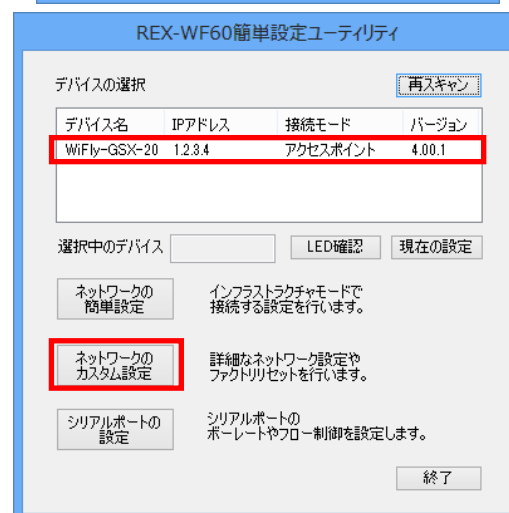 REX-WF60簡単設定ユーティリティ
デバイスの選択
再スキャン
デバイス名 IPアドレス 接続モード バージョン
WiFly-GSX-20 1.2.3.4 アクセスポイント 4.00.1
選択中のデバイス
LED確認
現在の設定
ネットワークの
簡単設定
インフラストラクチャモードで
接続する設定を行います。
ネットワークの
カスタム設定
詳細なネットワーク設定や
ファクトリリセットを行います。
シリアルポートの
設定
シリアルポートの
ボーレートやフロー制御を設定します。
終了